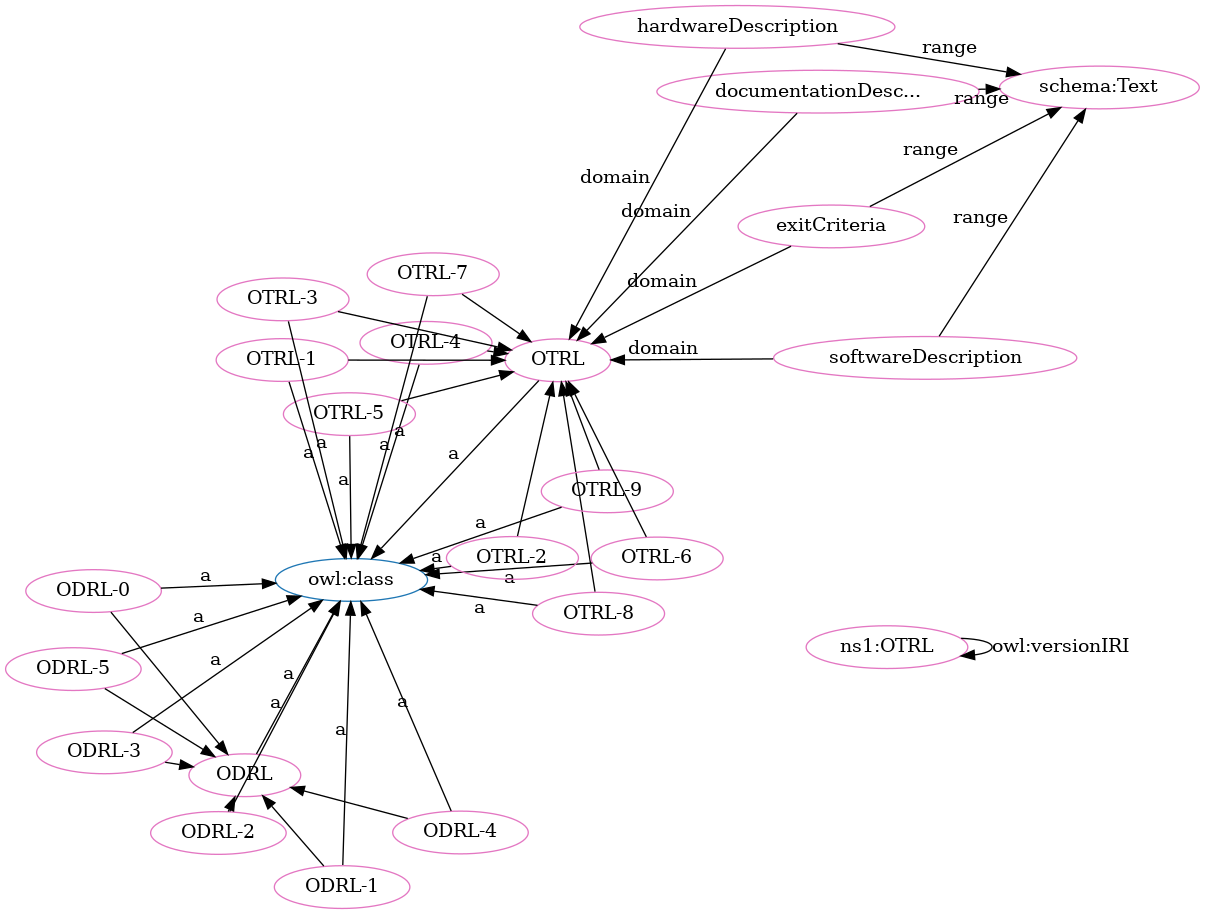 hardwareDescription
range
schema:Text
documentationDesc...
range
range
domain
domain
exitCriteria
range
domain
OTRL-7
OTRL-3
OTRL-4
OTRL-1
OTRL
domain
softwareDescription
OTRL-5
a
a
a
a
a
a
a
OTRL-9
a
a
OTRL-2
OTRL-6
a
owl:class
a
ODRL-0
a
OTRL-8
a
ns1:OTRL
owl:versionIRI
a
ODRL-5
a
a
a
a
ODRL-3
ODRL
ODRL-2
ODRL-4
ODRL-1